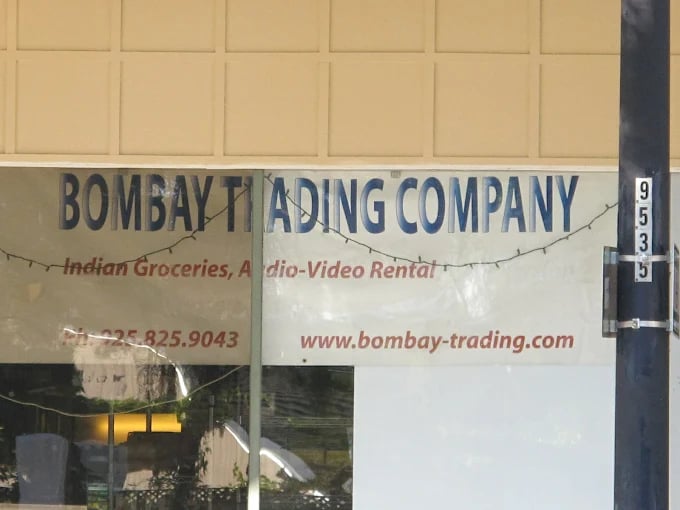 BOMBAY TRADING COMPANY
Indian Groceries, Audio-Video Rental
Ph. 925.825.9043
www.bombay-trading.com
9535